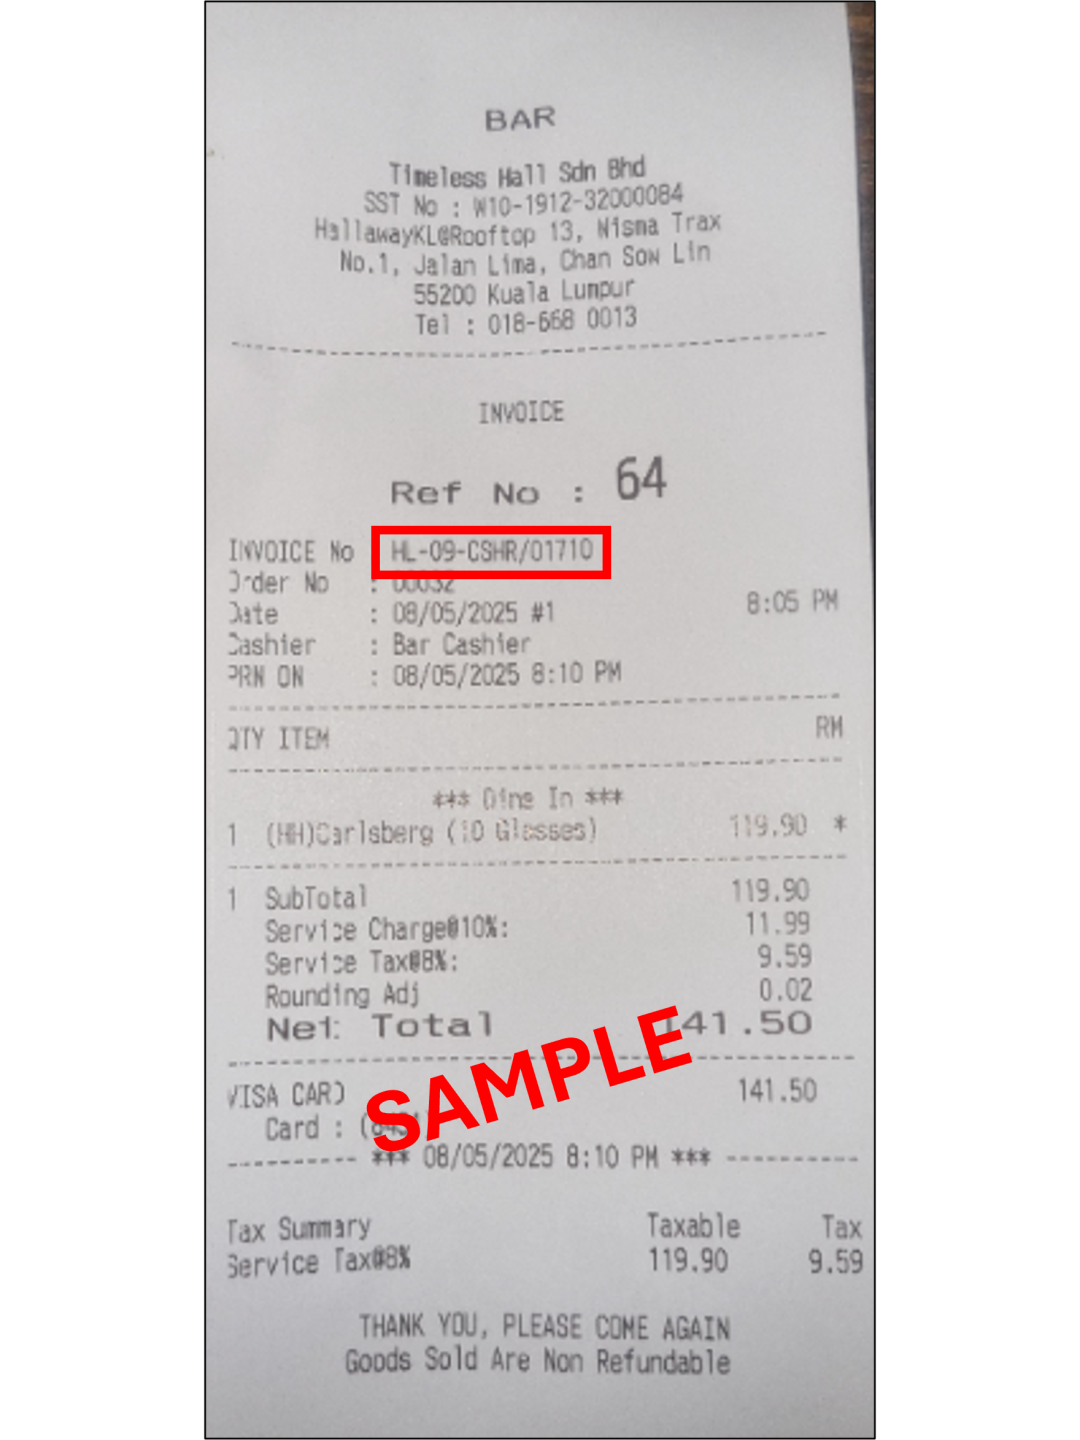 BAR
Timeless Hall Sdn Bhd
SST No : W10-1912-32000084
HallawayKL@Rooftop 13, Nisma Trax
No.1, Jalan Lima, Chan Sow Lin
55200 Kuala Lumpur
Tel : 018-668 0013
INVOICE
Ref No : 64
INVOICE No HL-09-CSHR/01710
Order No : 00032
Date : 08/05/2025 #1 8:05 PM
Cashier : Bar Cashier
PRN ON : 08/05/2025 8:10 PM
QTY ITEM RM
*** Dine In ***
1 (HH)Carlsberg (10 Glasses) 119.90 *
1 SubTotal 119.90
Service Charge@10%: 11.99
Service Tax@8%: 9.59
Rounding Adj 0.02
Net Total 141.50
SAMPLE
VISA CARD 141.50
Card :
*** 08/05/2025 8:10 PM ***
Tax Summary Taxable Tax
Service Tax@8% 119.90 9.59
THANK YOU, PLEASE COME AGAIN
Goods Sold Are Non Refundable